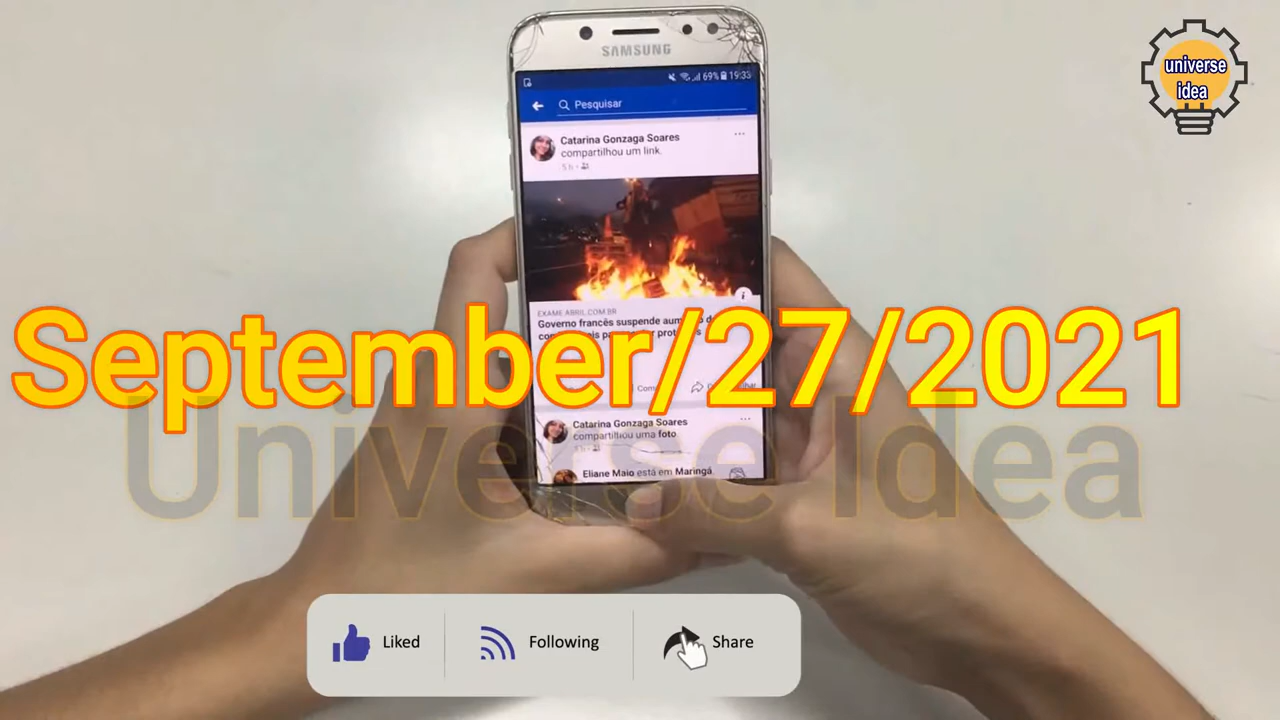 universe
idea
SAMSUNG
69% 19:33
Pesquisar
Catarina Gonzaga Soares
compartilhou um link.
5 h
EXAME.ABRIL.COM.BR
Governo francês suspende
September/27/2021
Universe Idea
Catarina Gonzaga Soares
compartilhou uma foto
Eliane Maio está em Maringá.
Liked
Following
Share